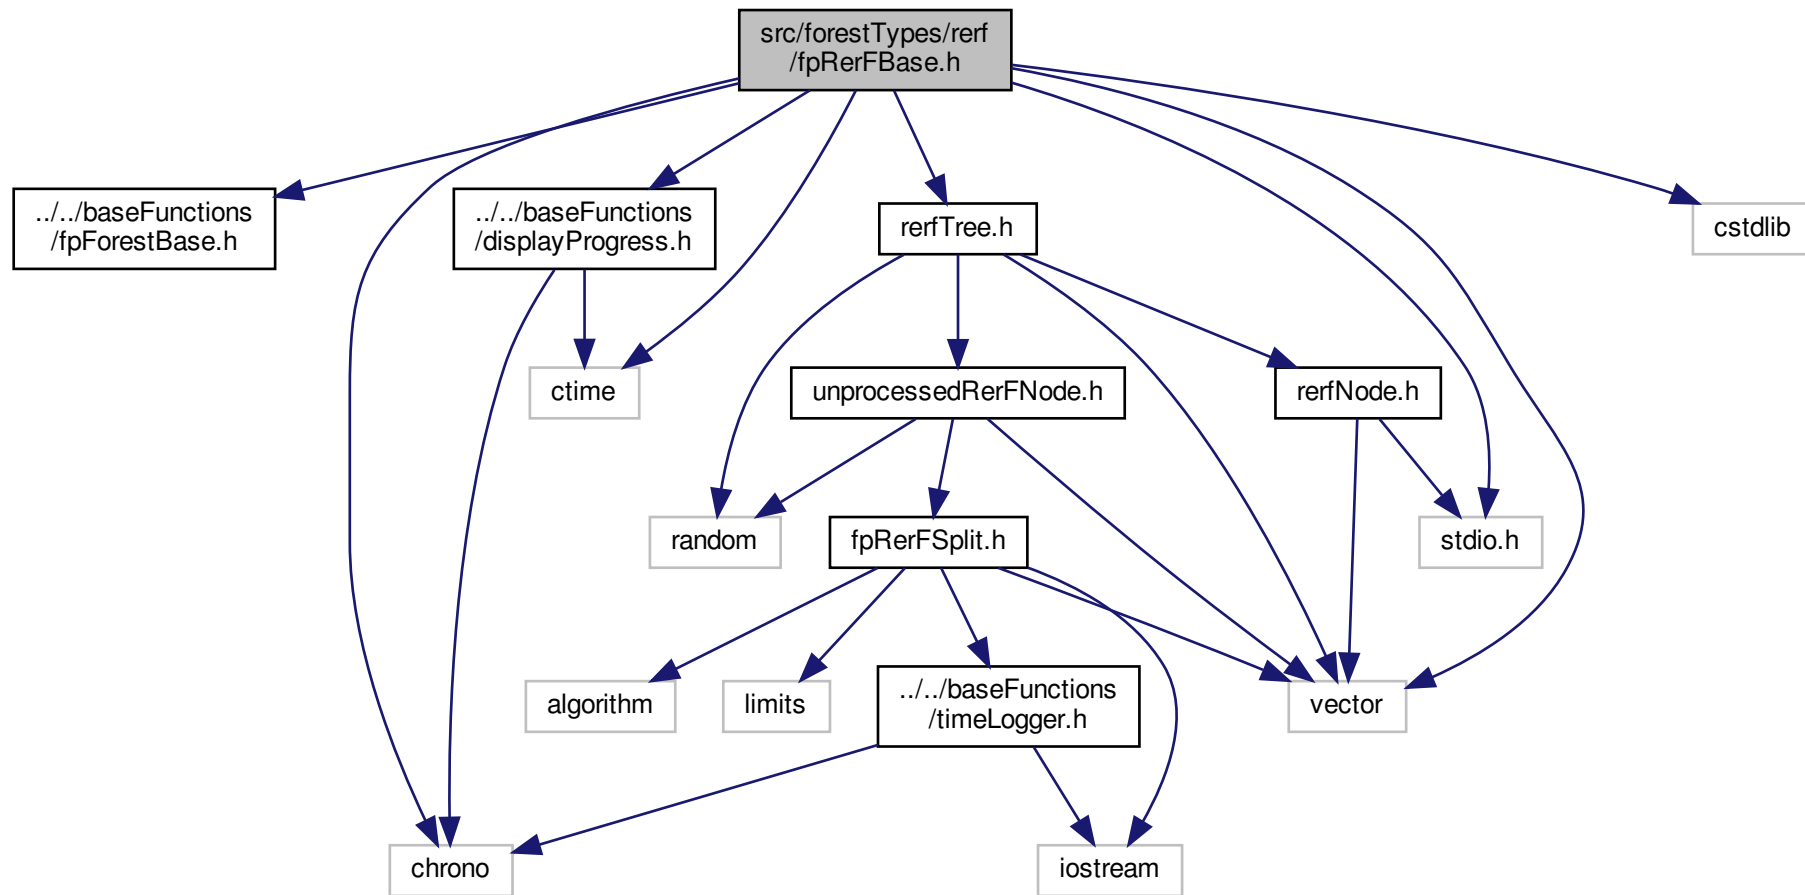 src/forestTypes/rerf
/fpRerFBase.h
../../baseFunctions
/fpForestBase.h
../../baseFunctions
/displayProgress.h
rerfTree.h
cstdlib
ctime
unprocessedRerFNode.h
rerfNode.h
random
fpRerFSplit.h
stdio.h
algorithm
limits
../../baseFunctions
/timeLogger.h
vector
chrono
iostream